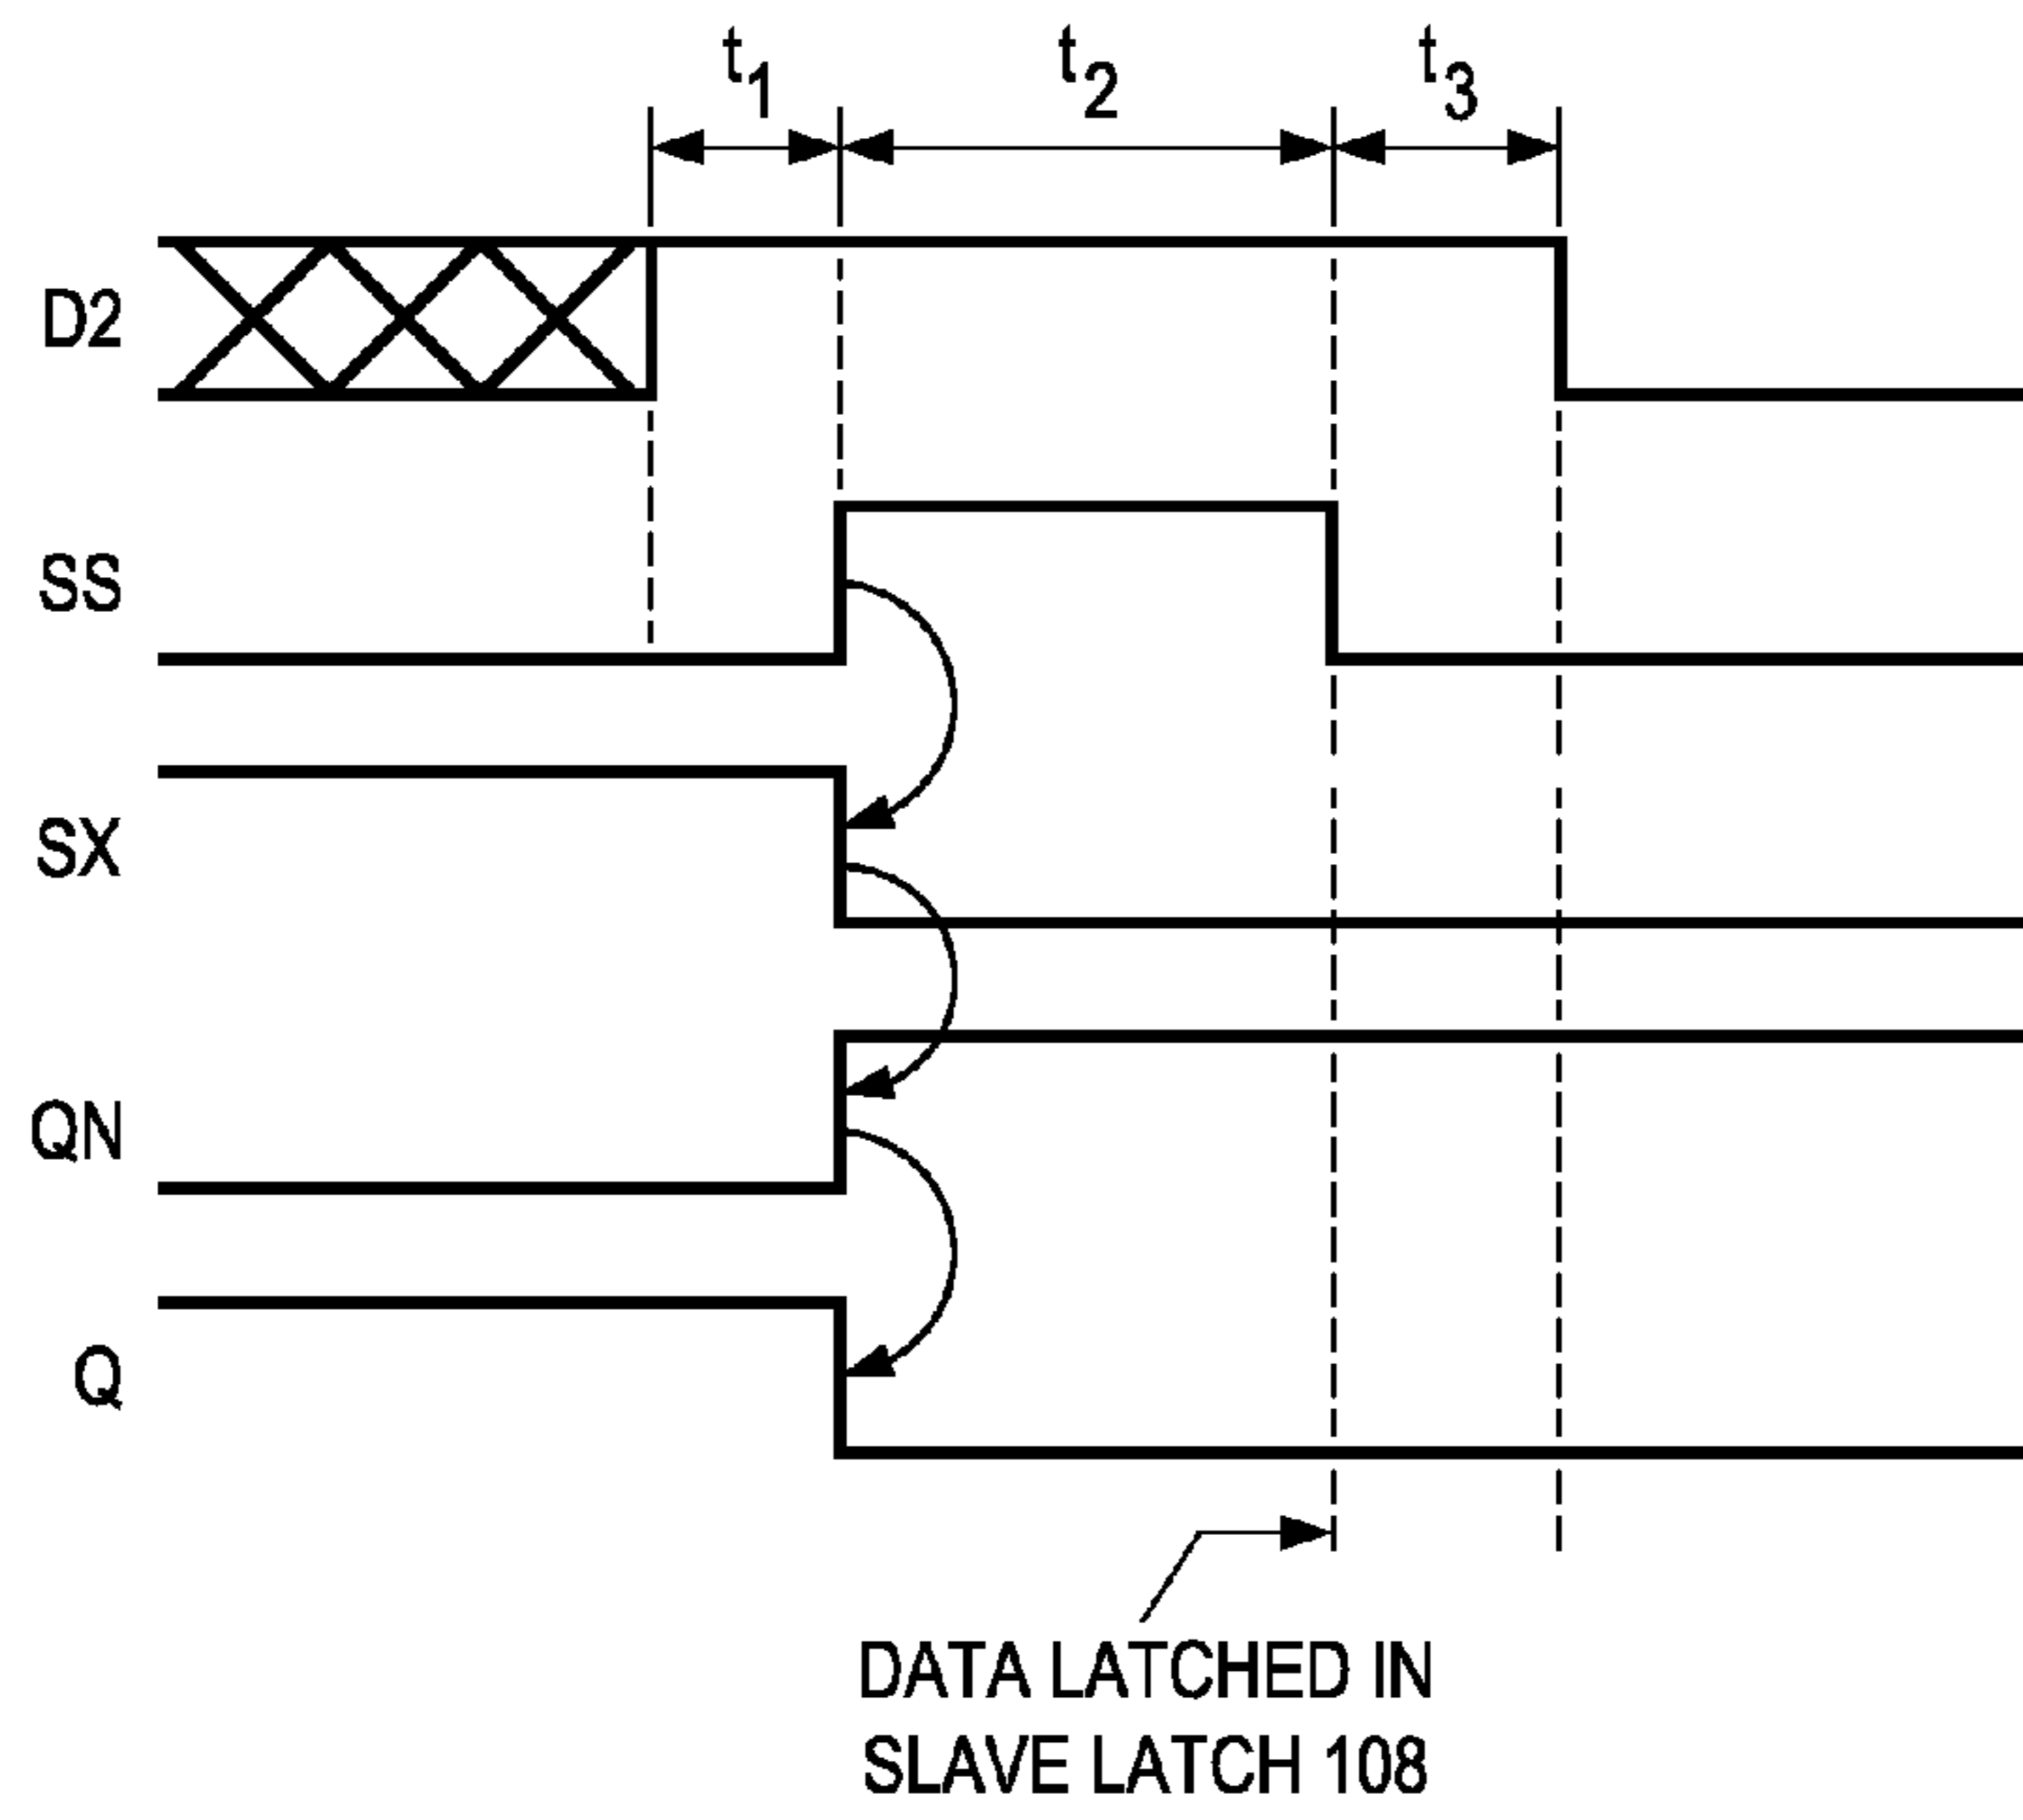 t1 t2 t3
D2
SS
SX
QN
Q
DATA LATCHED IN
SLAVE LATCH 108